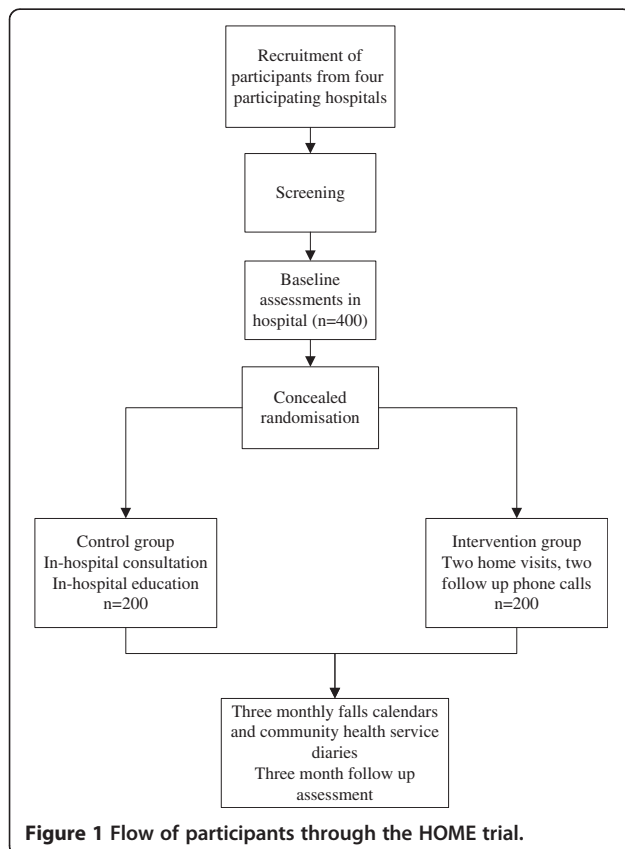 Recruitment of
participants from four
participating hospitals
Screening
Baseline
assessments in
hospital (n=400)
Concealed
randomisation
Control group
In-hospital consultation
In-hospital education
n=200
Intervention group
Two home visits, two
follow up phone calls
n=200
Three monthly falls calendars
and community health service
diaries
Three month follow up
assessment
Figure 1 Flow of participants through the HOME trial.